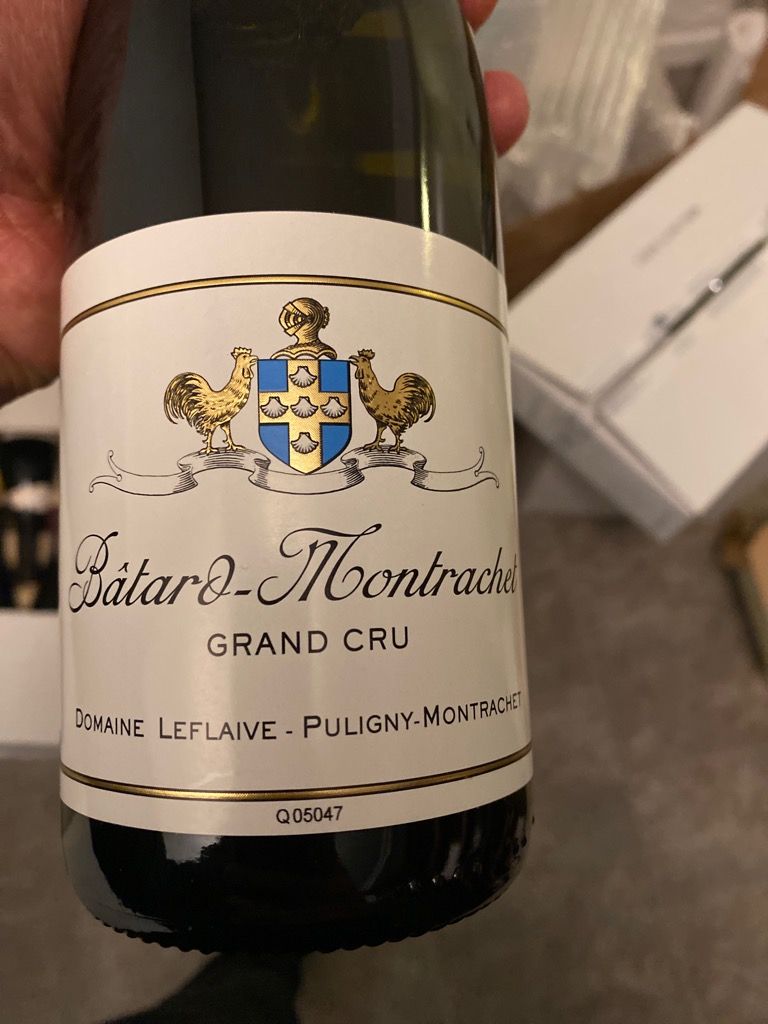 Bâtard-Montrachet
GRAND CRU
DOMAINE LEFLAIVE - PULIGNY-MONTRACHET
Q05047